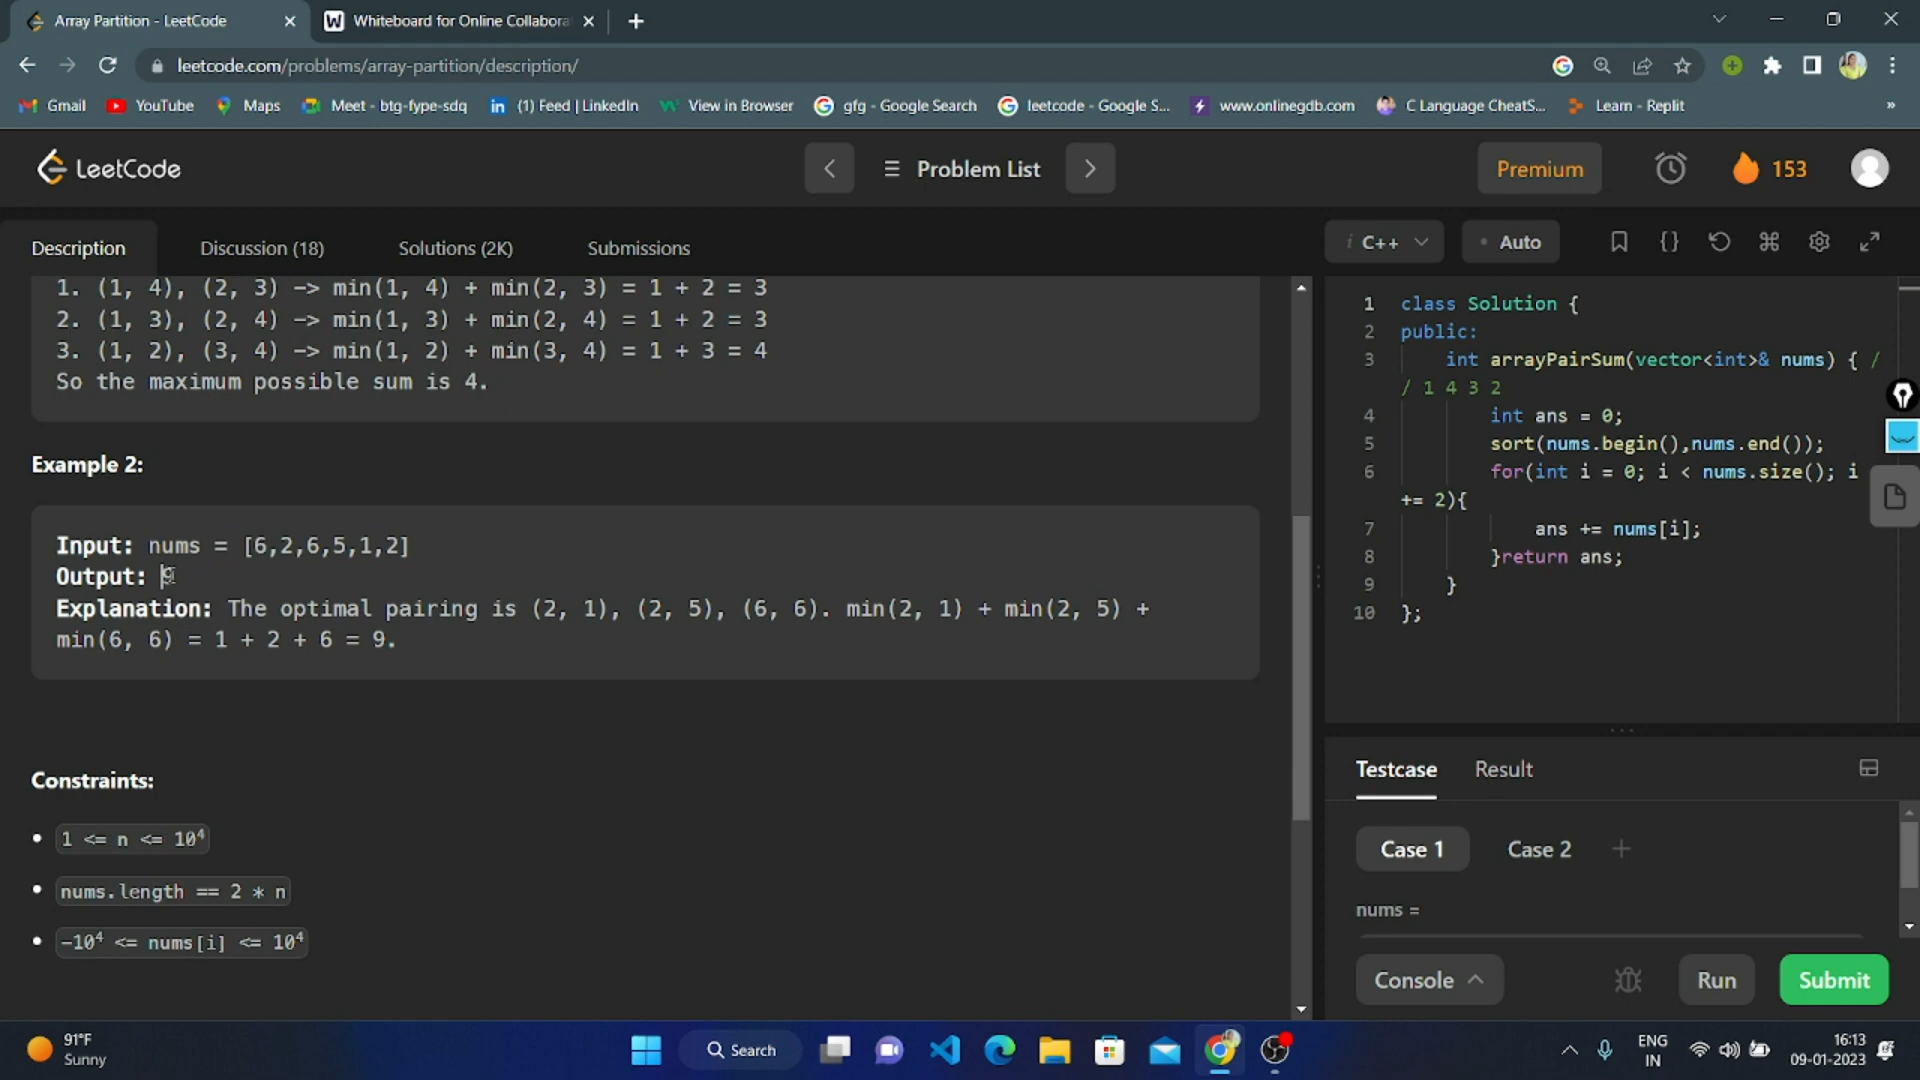 Array Partition - LeetCode
Whiteboard for Online Collabora
leetcode.com/problems/array-partition/description/
Gmail
YouTube
Maps
Meet - btg-fype-sdq
(1) Feed | LinkedIn
View in Browser
gfg - Google Search
leetcode - Google S...
www.onlinegdb.com
C Language CheatS...
Learn - Replit
»
LeetCode
Problem List
Premium
153
Description
Discussion (18)
Solutions (2K)
Submissions
i C++
• Auto
1. (1, 4), (2, 3) -> min(1, 4) + min(2, 3) = 1 + 2 = 3
2. (1, 3), (2, 4) -> min(1, 3) + min(2, 4) = 1 + 2 = 3
3. (1, 2), (3, 4) -> min(1, 2) + min(3, 4) = 1 + 3 = 4
So the maximum possible sum is 4.
Example 2:
Input: nums = [6,2,6,5,1,2]
Output: 9
Explanation: The optimal pairing is (2, 1), (2, 5), (6, 6). min(2, 1) + min(2, 5) +
min(6, 6) = 1 + 2 + 6 = 9.
Constraints:
• 1 <= n <= 10⁴
• nums.length == 2 * n
• -10⁴ <= nums[i] <= 10⁴
1 class Solution {
2 public:
3 int arrayPairSum(vector<int>& nums) { /
/ 1 4 3 2
4 int ans = 0;
5 sort(nums.begin(),nums.end());
6 for(int i = 0; i < nums.size(); i
+= 2){
7 ans += nums[i];
8 }return ans;
9 }
10 };
Testcase
Result
Case 1
Case 2
+
nums =
Console
Run
Submit
91°F
Sunny
Search
ENG
IN
16:13
09-01-2023